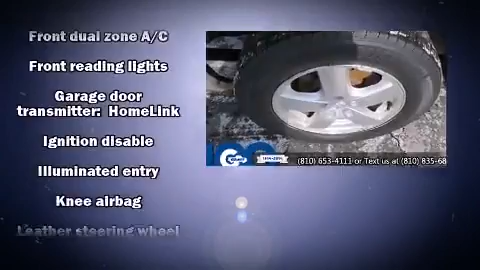 Front dual zone A/C
Front reading lights
Garage door
transmitter: HomeLink
Ignition disable
Illuminated entry
Knee airbag
Leather steering wheel
(810) 653-4111 or Text us at (810) 835-68